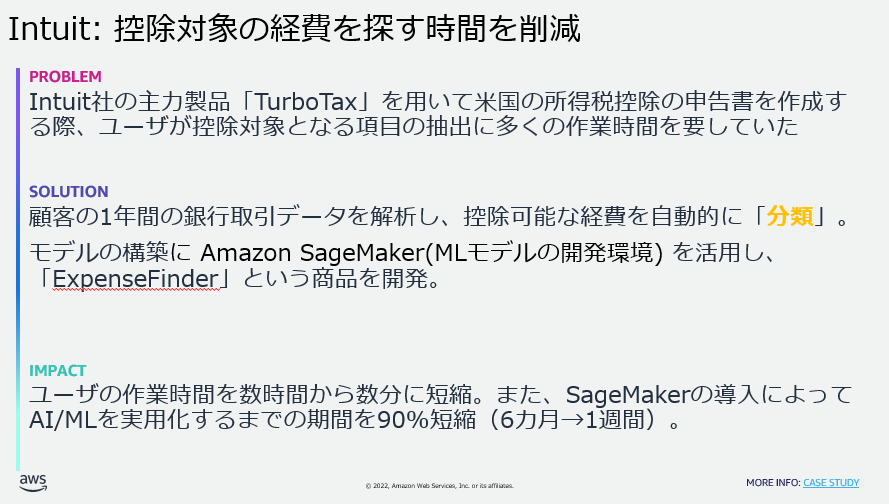 Intuit: 控除対象の経費を探す時間を削減
PROBLEM
Intuit社の主力製品「TurboTax」を用いて米国の所得税控除の申告書を作成す
る際、ユーザが控除対象となる項目の抽出に多くの作業時間を要していた
SOLUTION
顧客の1年間の銀行取引データを解析し、控除可能な経費を自動的に「分類」。
モデルの構築に Amazon SageMaker(MLモデルの開発環境) を活用し、
「ExpenseFinder」という商品を開発。
IMPACT
ユーザの作業時間を数時間から数分に短縮。また、SageMakerの導入によって
AI/MLを実用化するまでの期間を90%短縮（6カ月→1週間）。
aws
© 2022, Amazon Web Services, Inc. or its affiliates.
MORE INFO: CASE STUDY